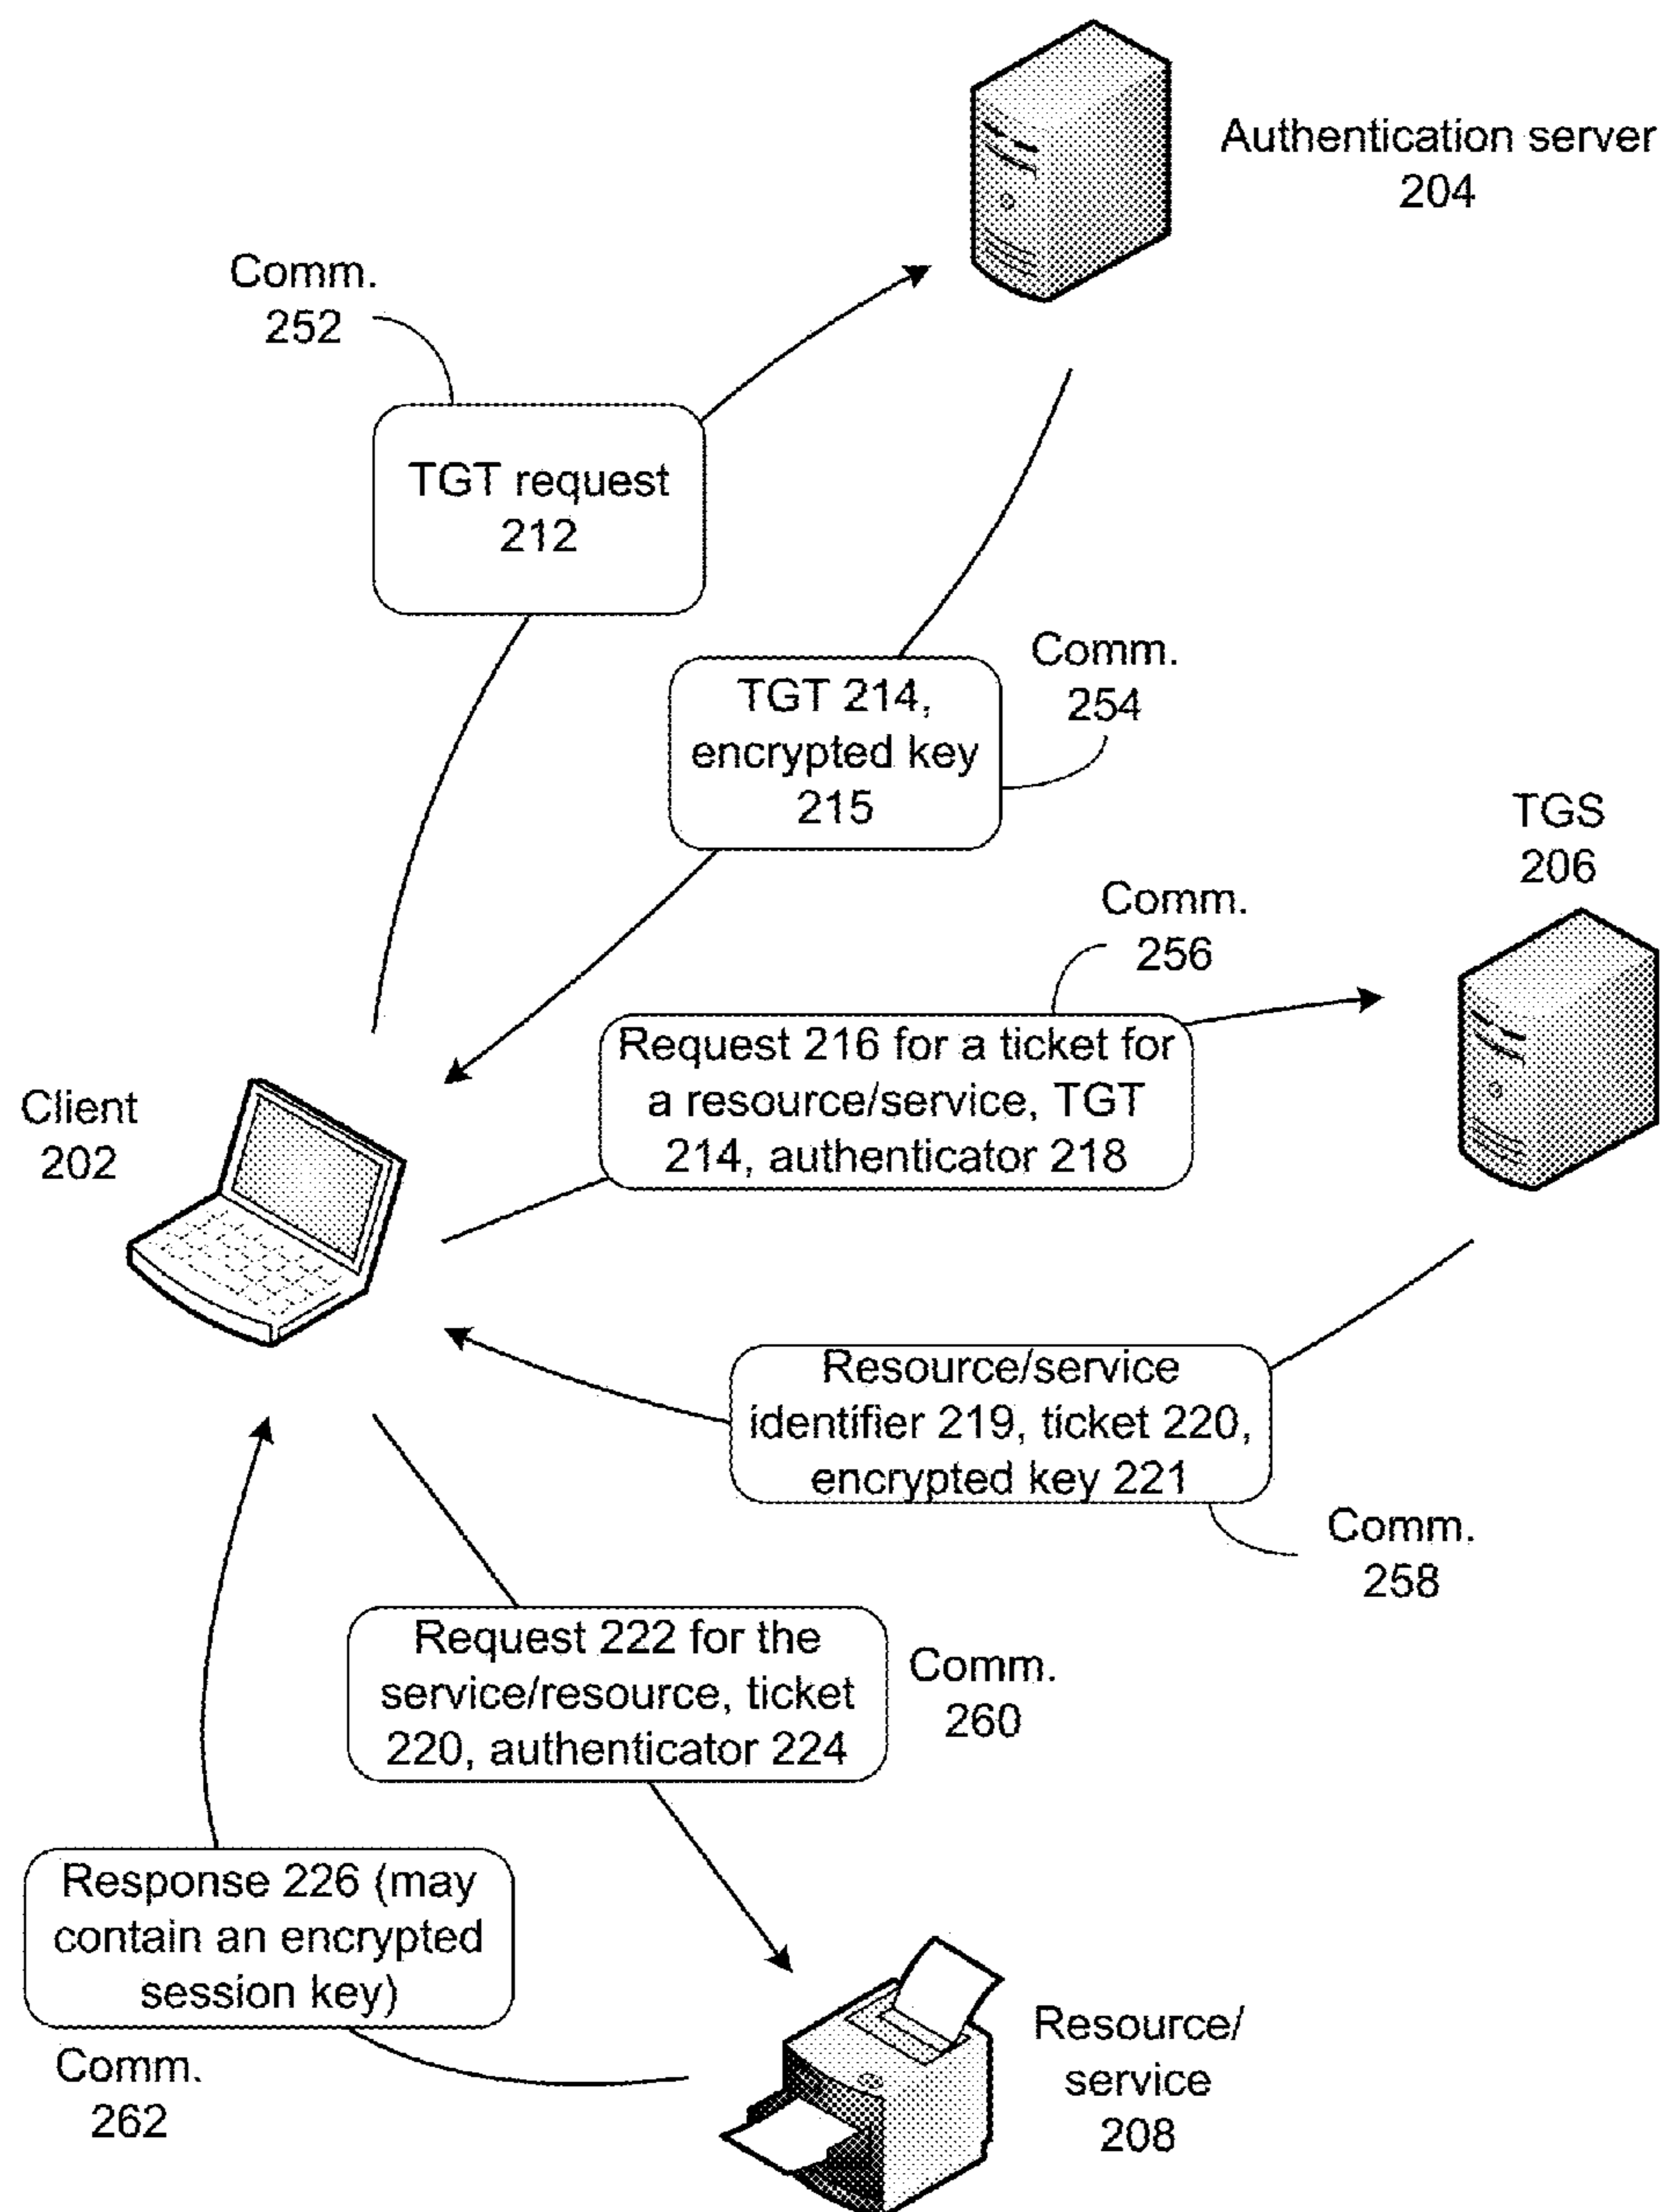 Authentication server
204
Comm.
252
TGT request
212
Comm.
254
TGT 214,
encrypted key
215
TGS
206
Comm.
256
Request 216 for a ticket for
a resource/service, TGT
214, authenticator 218
Client
202
Resource/service
identifier 219, ticket 220,
encrypted key 221
Comm.
258
Request 222 for the
service/resource, ticket
220, authenticator 224
Comm.
260
Response 226 (may
contain an encrypted
session key)
Comm.
262
Resource/
service
208